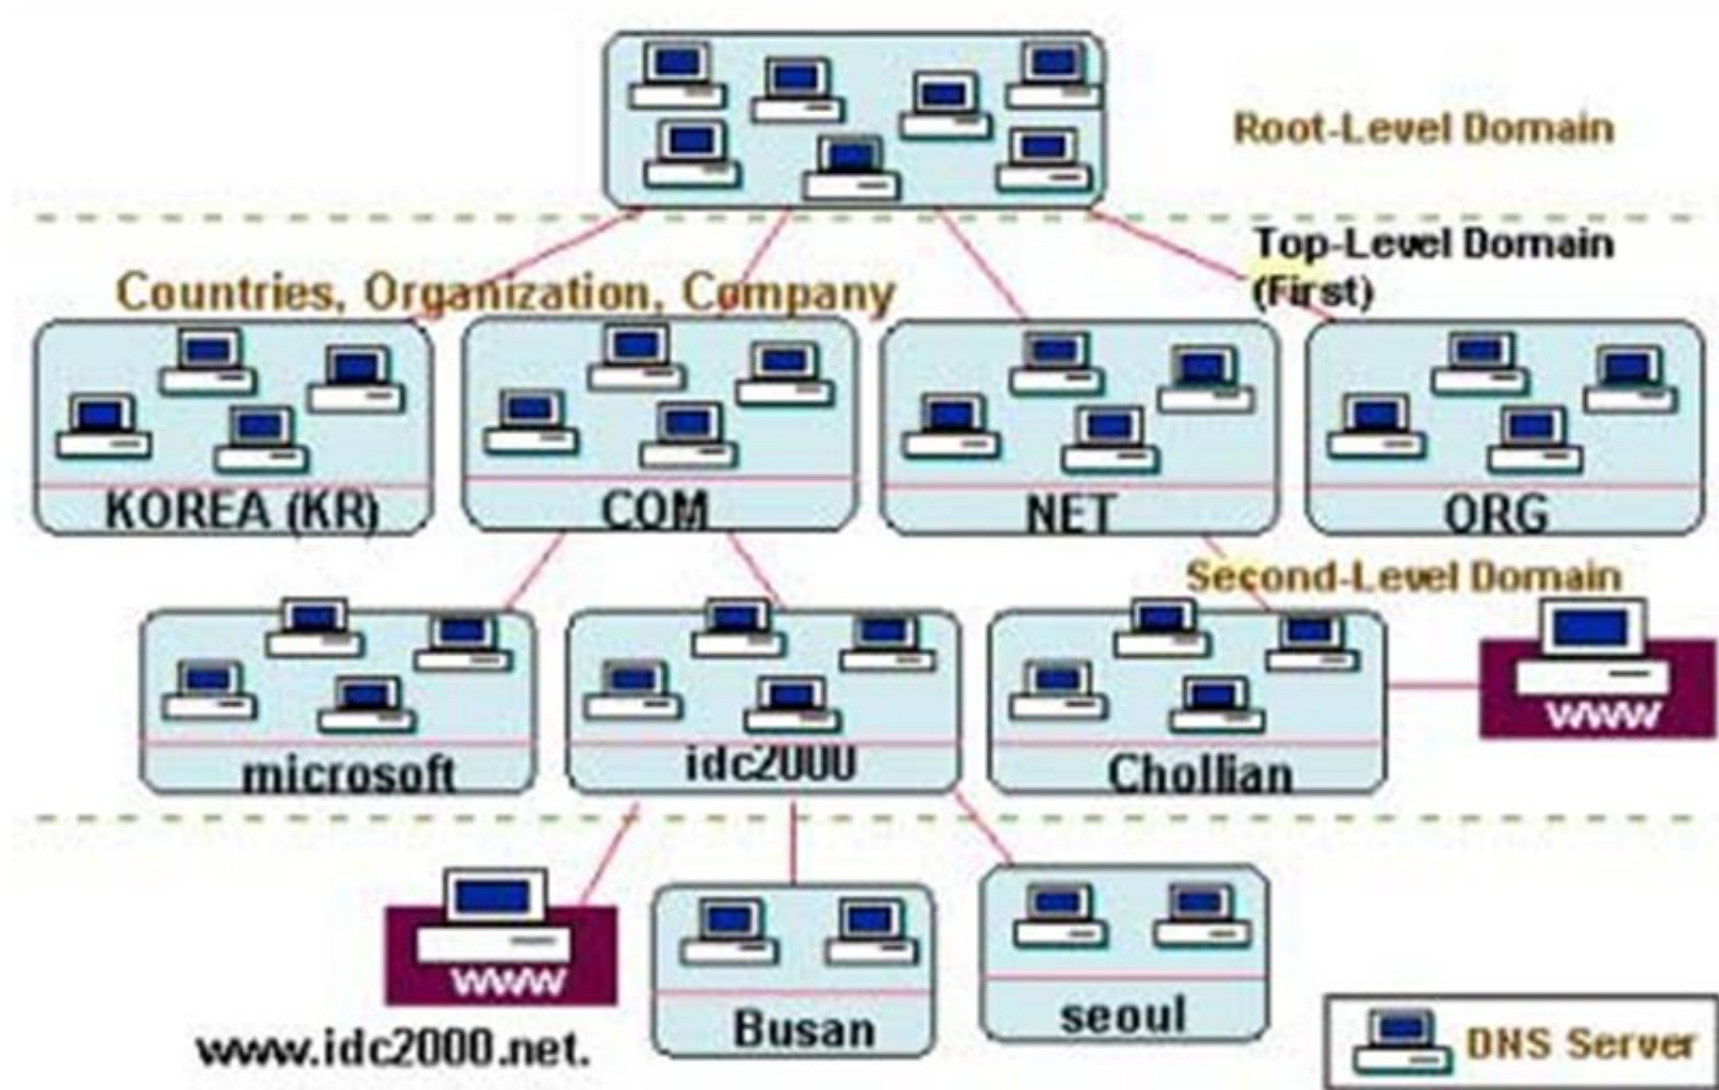 Root-Level Domain
Top-Level Domain
(First)
Countries, Organization, Company
KOREA (KR)
COM
NET
ORG
Second-Level Domain
www
microsoft
idc2000
Chollian
www
Busan
seoul
www.idc2000.net.
DNS Server